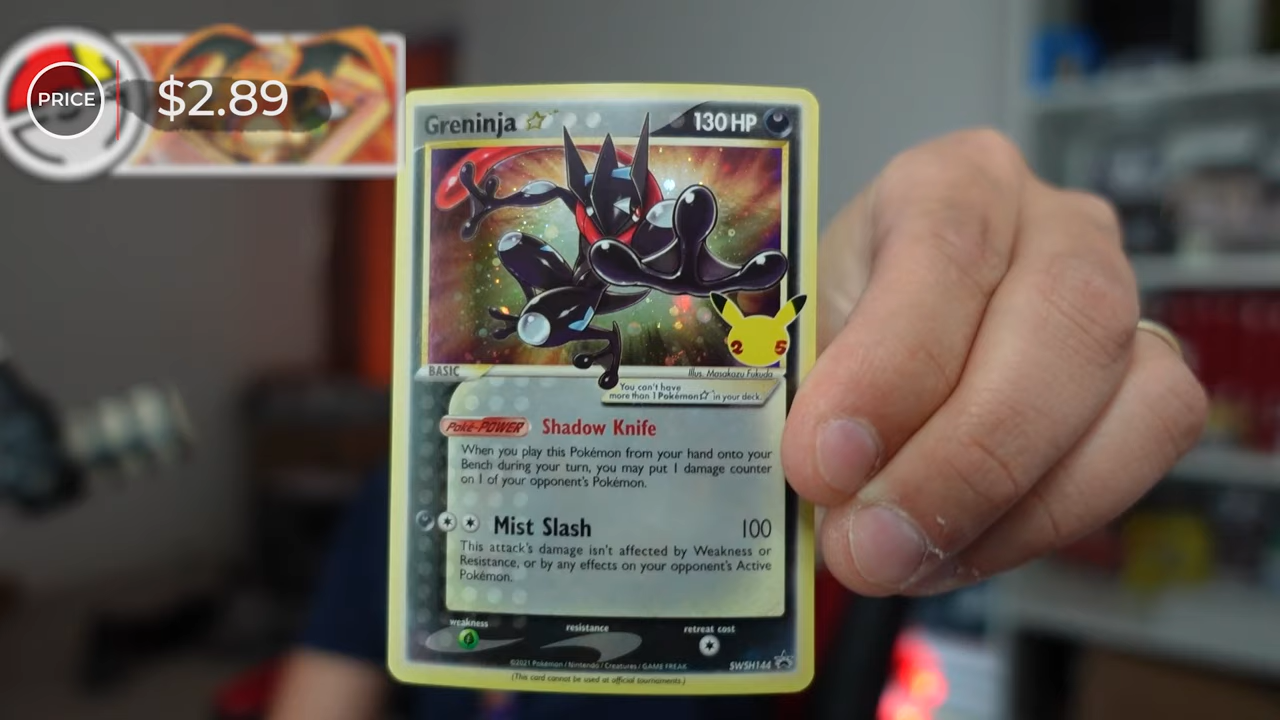 PRICE
$2.89
Greninja ☆
130 HP
2 5
BASIC
Illus. Masakazu Fukuda
You can't have
more than 1 Pokémon☆ in your deck.
Poké-POWER Shadow Knife
When you play this Pokémon from your hand onto your
Bench during your turn, you may put 1 damage counter
on 1 of your opponent's Pokémon.
Mist Slash 100
This attack's damage isn't affected by Weakness or
Resistance, or by any effects on your opponent's Active
Pokémon.
weakness resistance retreat cost
©2021 Pokémon / Nintendo / Creatures / GAME FREAK
SWSH144
(This card cannot be used at official tournaments.)